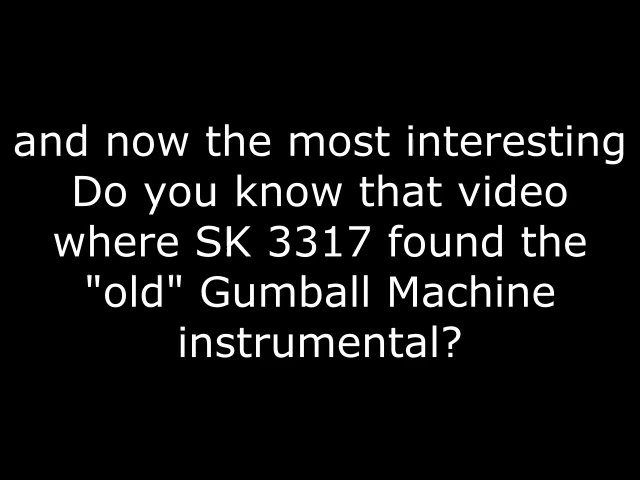 and now the most interesting
Do you know that video
where SK 3317 found the
"old" Gumball Machine
instrumental?